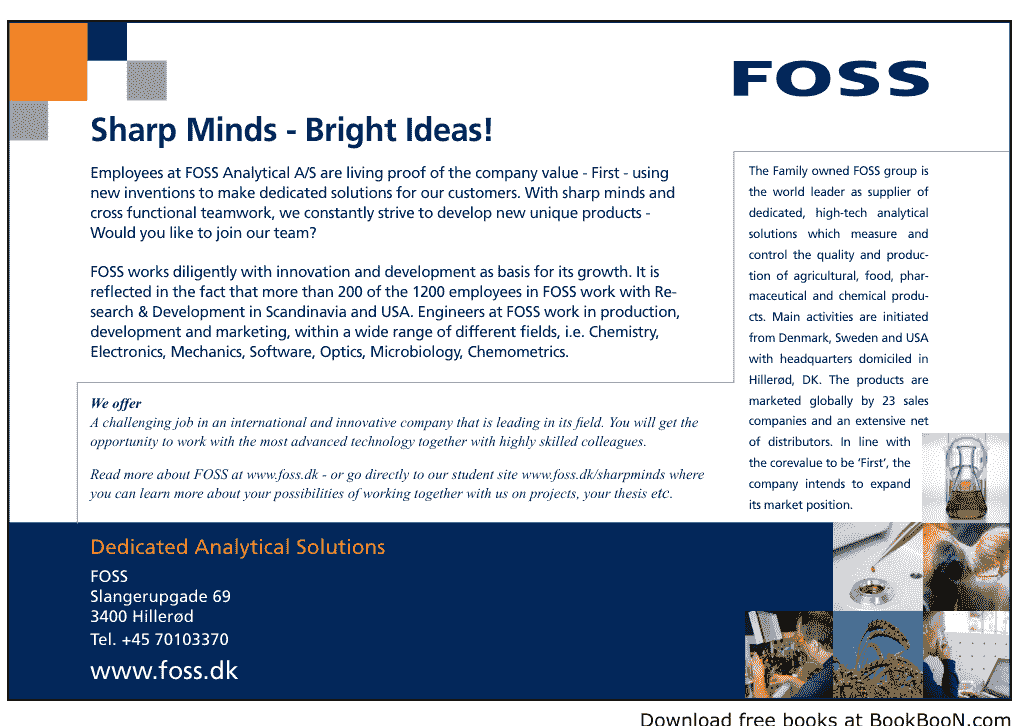 FOSS
Sharp Minds - Bright Ideas!
Employees at FOSS Analytical A/S are living proof of the company value - First - using
new inventions to make dedicated solutions for our customers. With sharp minds and
cross functional teamwork, we constantly strive to develop new unique products -
Would you like to join our team?
FOSS works diligently with innovation and development as basis for its growth. It is
reflected in the fact that more than 200 of the 1200 employees in FOSS work with Re-
search & Development in Scandinavia and USA. Engineers at FOSS work in production,
development and marketing, within a wide range of different fields, i.e. Chemistry,
Electronics, Mechanics, Software, Optics, Microbiology, Chemometrics.
We offer
A challenging job in an international and innovative company that is leading in its field. You will get the
opportunity to work with the most advanced technology together with highly skilled colleagues.
Read more about FOSS at www.foss.dk - or go directly to our student site www.foss.dk/sharpminds where
you can learn more about your possibilities of working together with us on projects, your thesis etc.
The Family owned FOSS group is
the world leader as supplier of
dedicated, high-tech analytical
solutions which measure and
control the quality and produc-
tion of agricultural, food, phar-
maceutical and chemical produ-
cts. Main activities are initiated
from Denmark, Sweden and USA
with headquarters domiciled in
Hillerød, DK. The products are
marketed globally by 23 sales
companies and an extensive net
of distributors. In line with
the corevalue to be ‘First’, the
company intends to expand
its market position.
Dedicated Analytical Solutions
FOSS
Slangerupgade 69
3400 Hillerød
Tel. +45 70103370
www.foss.dk
Download free books at BookBooN.com